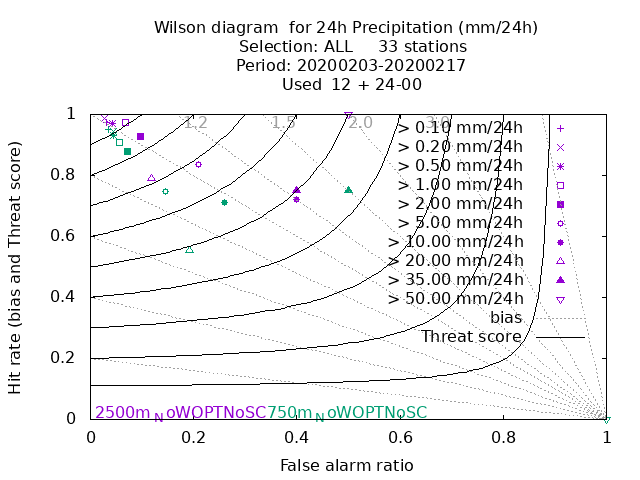 Wilson diagram  for 24h Precipitation (mm/24h)
Selection: ALL     33 stations
Period: 20200203-20200217
Used  12 + 24-00
1.2 1.5 2.0 3.0
> 0.10 mm/24h
> 0.20 mm/24h
> 0.50 mm/24h
> 1.00 mm/24h
> 2.00 mm/24h
> 5.00 mm/24h
> 10.00 mm/24h
> 20.00 mm/24h
> 35.00 mm/24h
> 50.00 mm/24h
bias
Threat score
Hit rate (bias and Threat score)
1
0.8
0.6
0.4
0.2
0
2500m NoWOPTNoSC 750m NoWOPTNoSC
0 0.2 0.4 0.6 0.8 1
False alarm ratio